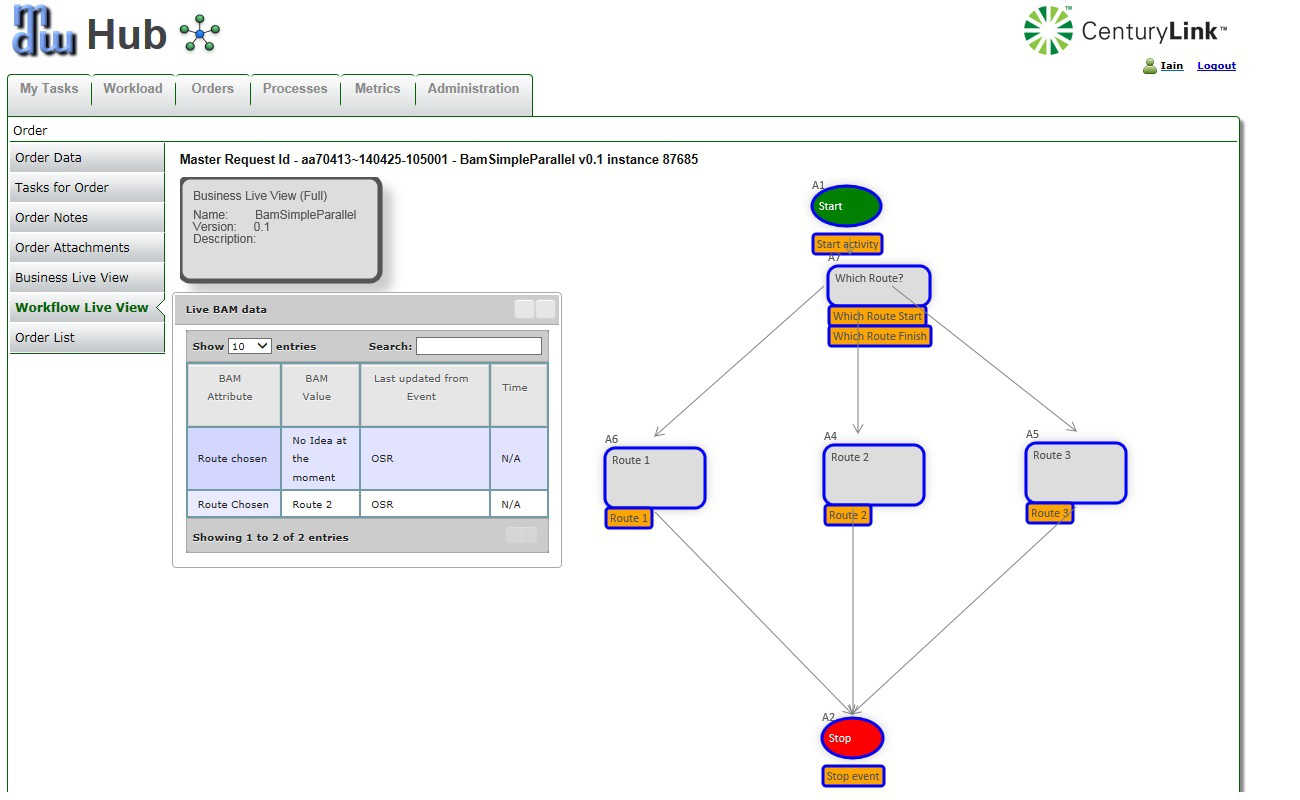 mdw Hub
CenturyLink™
Iain Logout
My Tasks Workload Orders Processes Metrics Administration
Order
Order Data
Tasks for Order
Order Notes
Order Attachments
Business Live View
Workflow Live View
Order List
Master Request Id - aa70413~140425-105001 - BamSimpleParallel v0.1 instance 87685
Business Live View (Full)
Name: BamSimpleParallel
Version: 0.1
Description:
Live BAM data
Show 10 entries Search:
BAM Attribute BAM Value Last updated from Event Time
Route chosen No Idea at the moment OSR N/A
Route Chosen Route 2 OSR N/A
Showing 1 to 2 of 2 entries
A1
Start
Start activity
A7
Which Route?
Which Route Start
Which Route Finish
A6
Route 1
Route 1
A4
Route 2
Route 2
A5
Route 3
Route 3
A2
Stop
Stop event